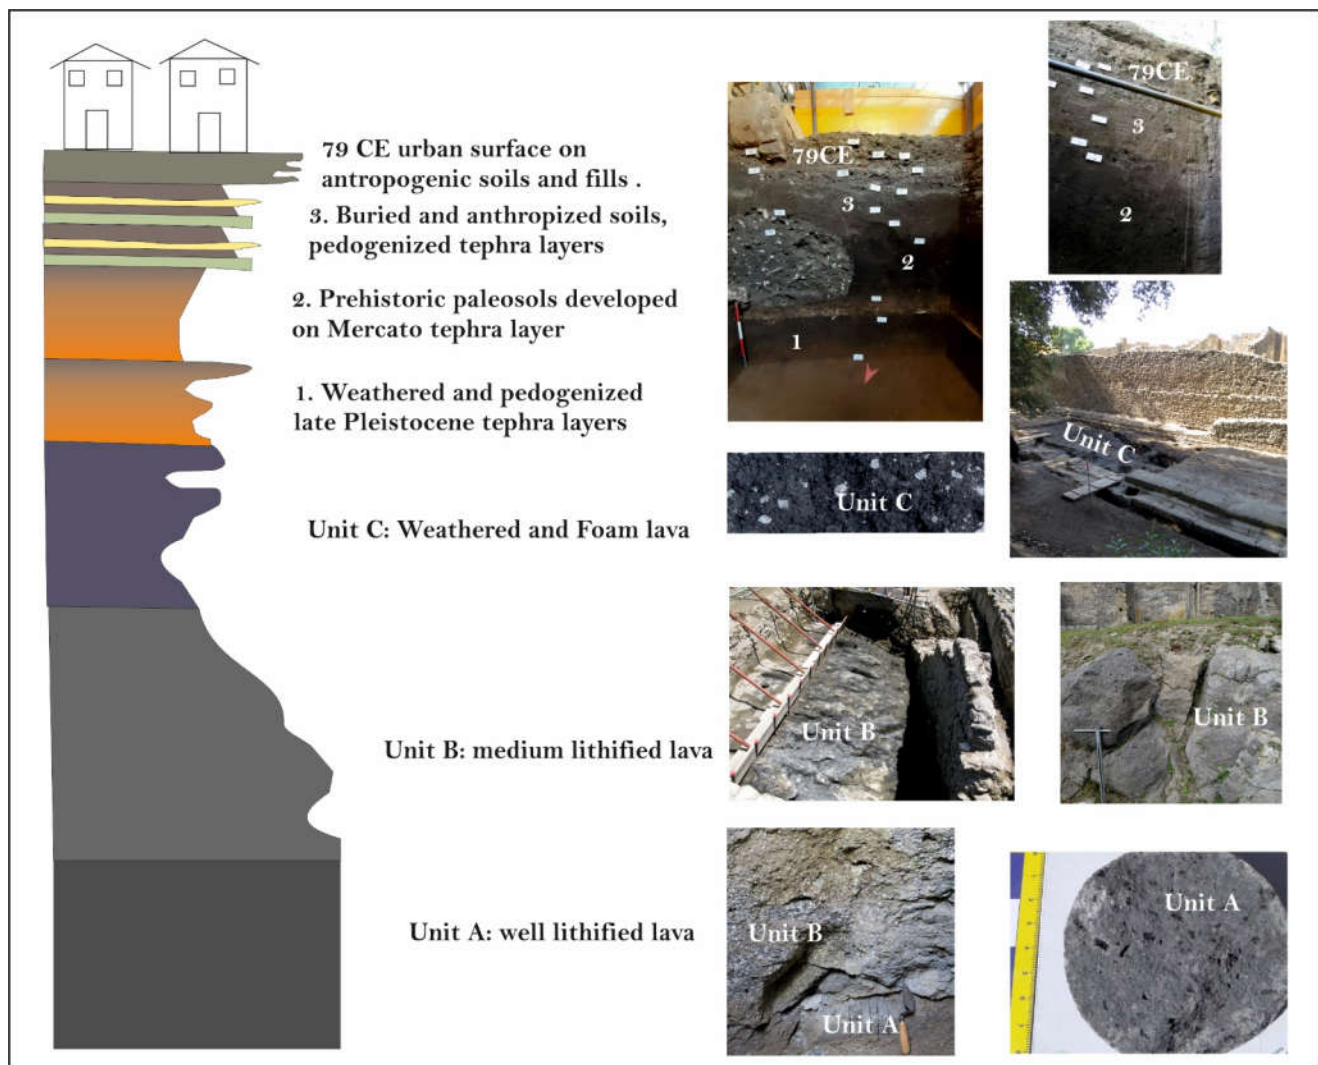 79 CE urban surface on
antropogenic soils and fills .
3. Buried and anthropized soils,
pedogenized tephra layers
2. Prehistoric paleosols developed
on Mercato tephra layer
1. Weathered and pedogenized
late Pleistocene tephra layers
Unit C: Weathered and Foam lava
Unit B: medium lithified lava
Unit A: well lithified lava
79CE
3
2
1
79CE
3
2
Unit C
Unit C
Unit B
Unit B
Unit B
Unit A
Unit A